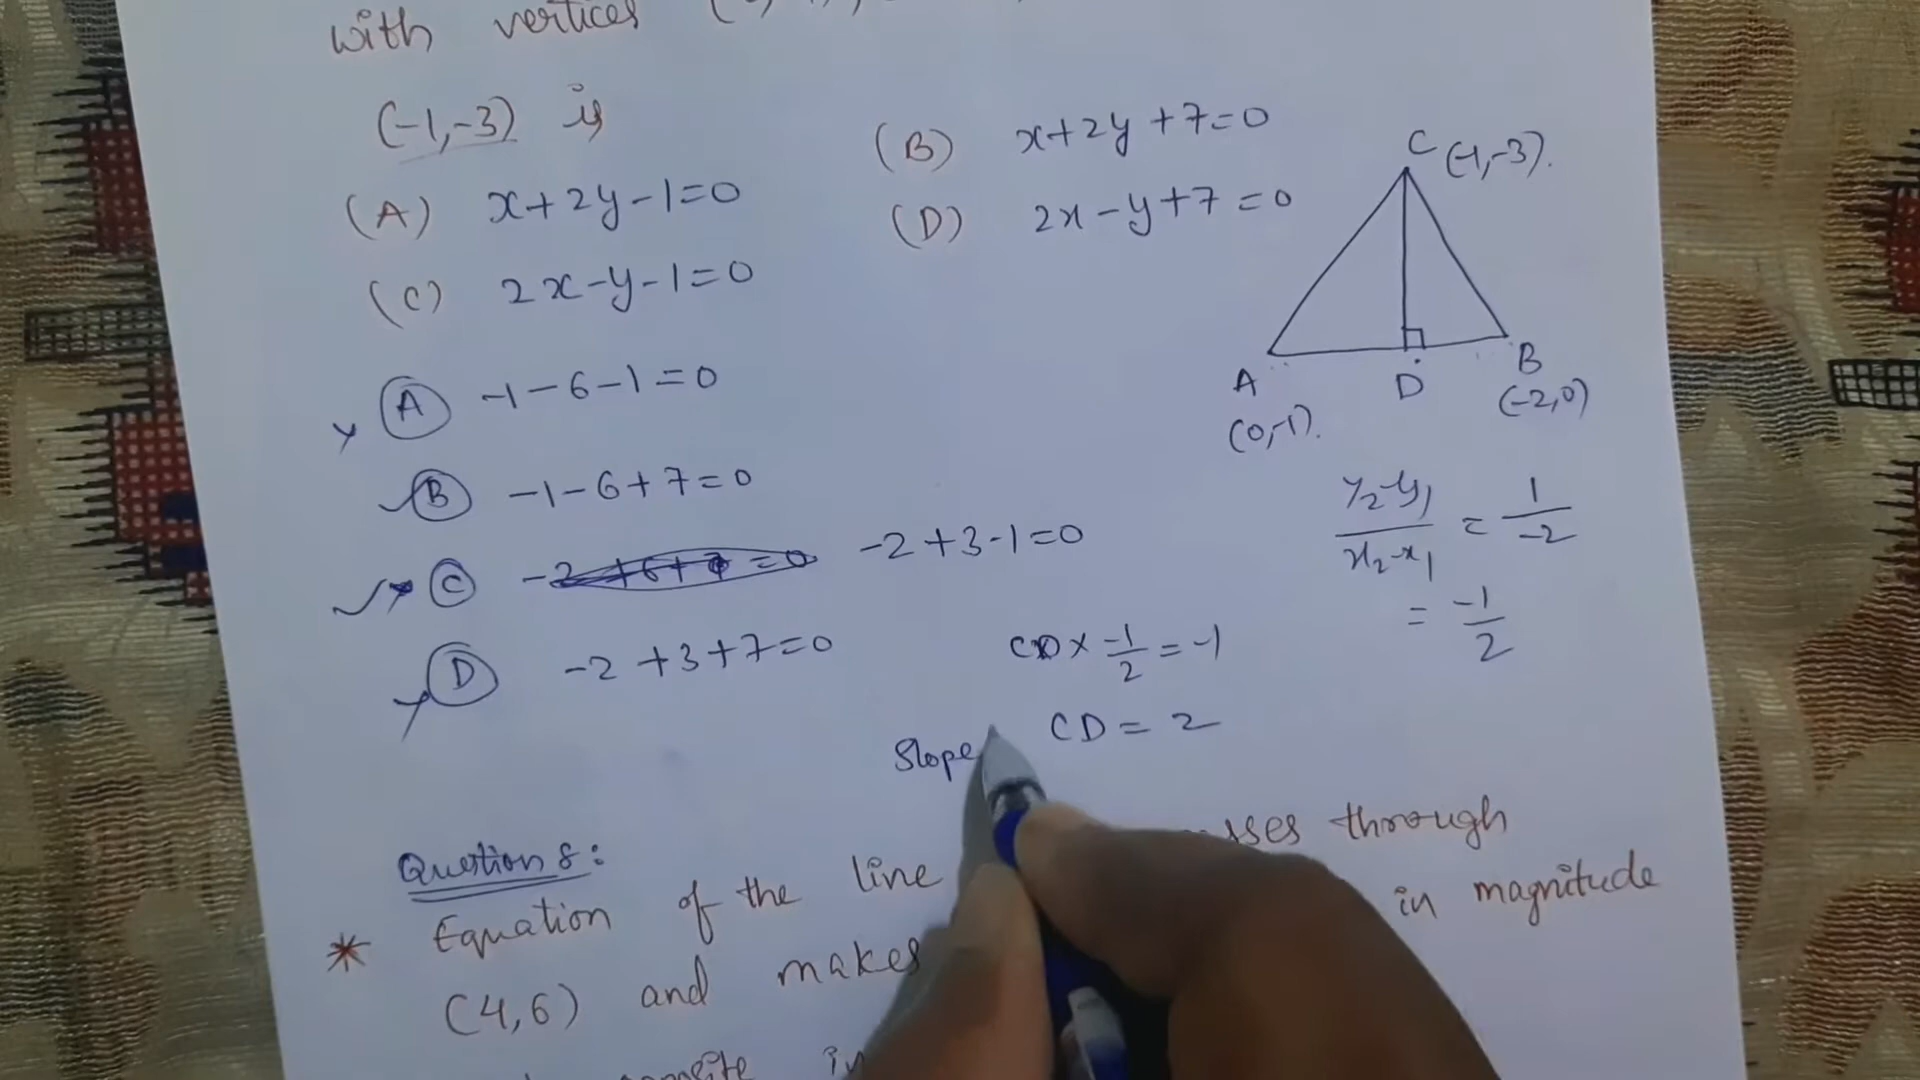 with vertices
(-1,-3) is
(A) x+2y-1=0
(B) x+2y+7=0
(C) 2x-y-1=0
(D) 2x-y+7=0
C (-1,-3).
A
(0,-1).
D
B
(-2,0)
(A) -1-6-1=0
(B) -1-6+7=0
(C) -2+3-1=0
(D) -2+3+7=0
y₂-y₁/x₂-x₁ = 1/-2
= -1/2
CD x -1/2 = -1
Slope CD = 2
Question 8:
* Equation of the line through
(4,6) and makes in magnitude